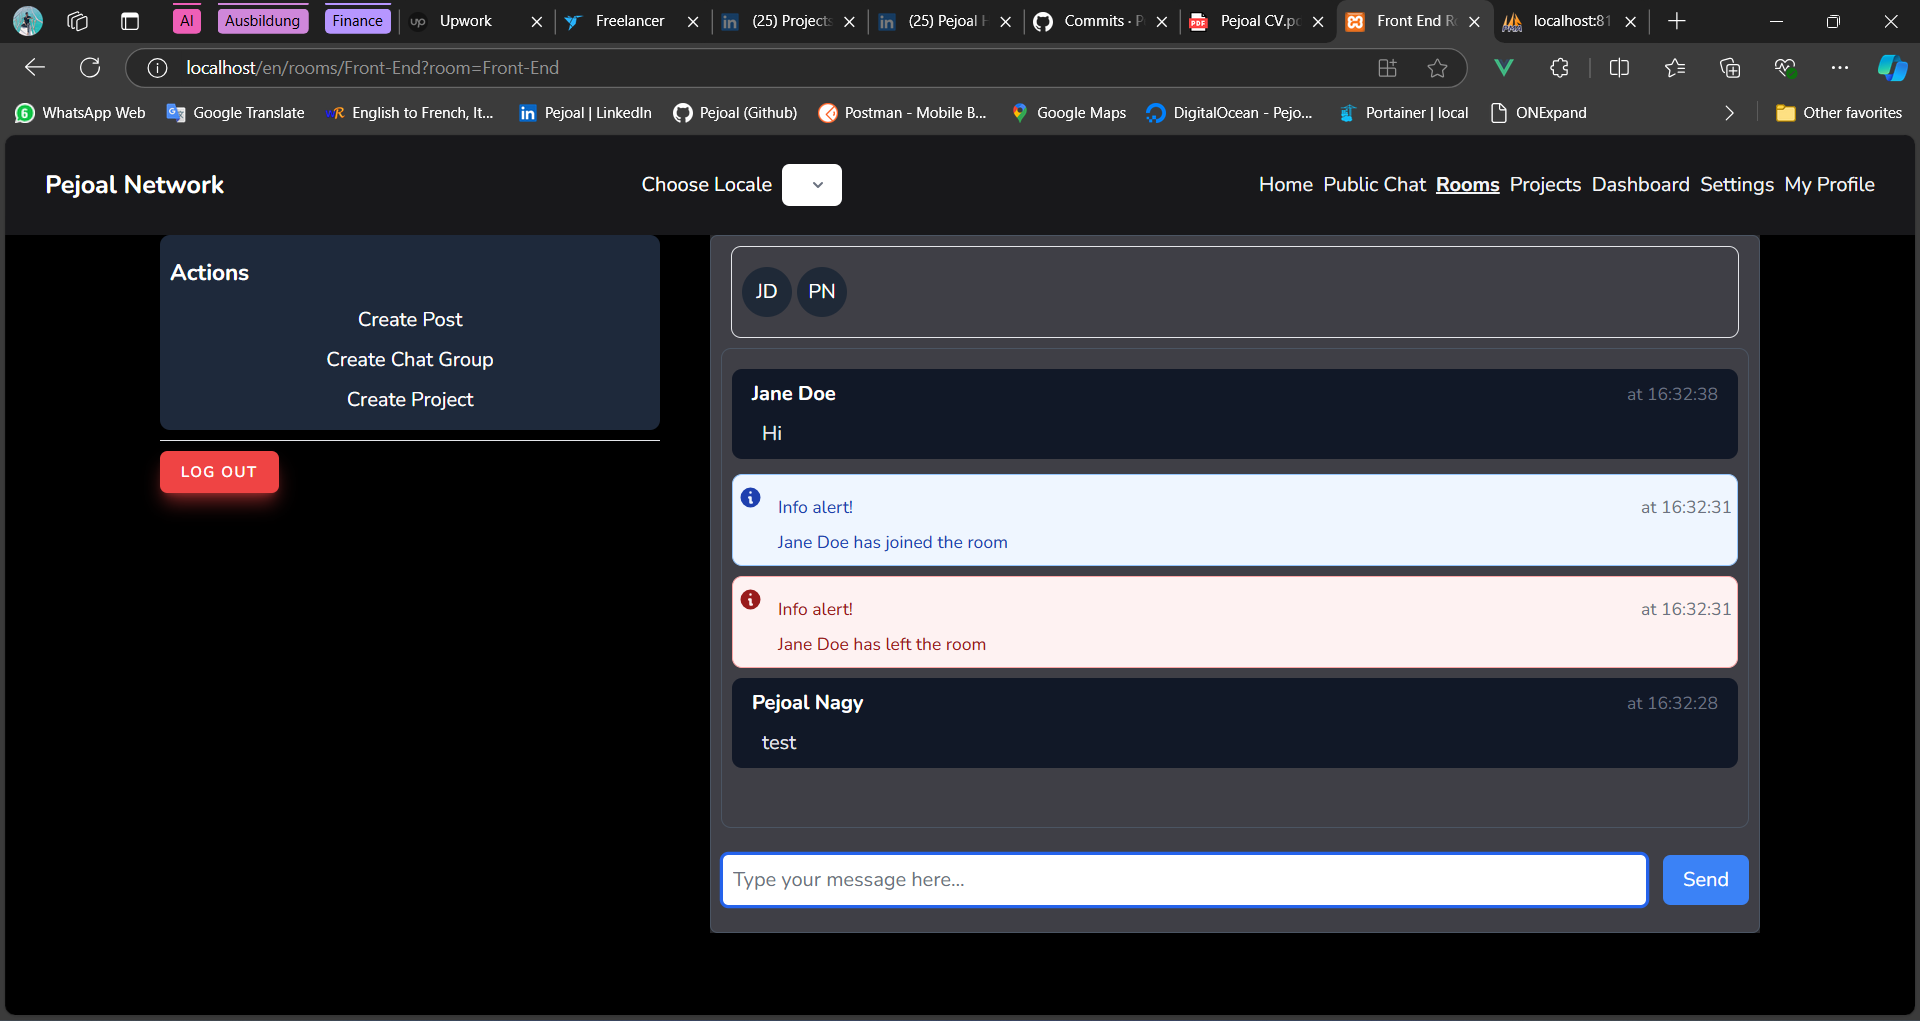 AI Ausbildung Finance up Upwork Freelancer in (25) Projects in (25) Pejoal Commits · PDF Pejoal CV.pd Front End localhost:81
localhost/en/rooms/Front-End?room=Front-End
6 WhatsApp Web Google Translate R English to French, It... in Pejoal | LinkedIn Pejoal (Github) Postman - Mobile B... Google Maps DigitalOcean - Pejo... Portainer | local ONExpand Other favorites
Pejoal Network Choose Locale Home Public Chat Rooms Projects Dashboard Settings My Profile
Actions
Create Post
Create Chat Group
Create Project
LOG OUT
JD PN
Jane Doe at 16:32:38
Hi
Info alert! at 16:32:31
Jane Doe has joined the room
Info alert! at 16:32:31
Jane Doe has left the room
Pejoal Nagy at 16:32:28
test
Type your message here... Send